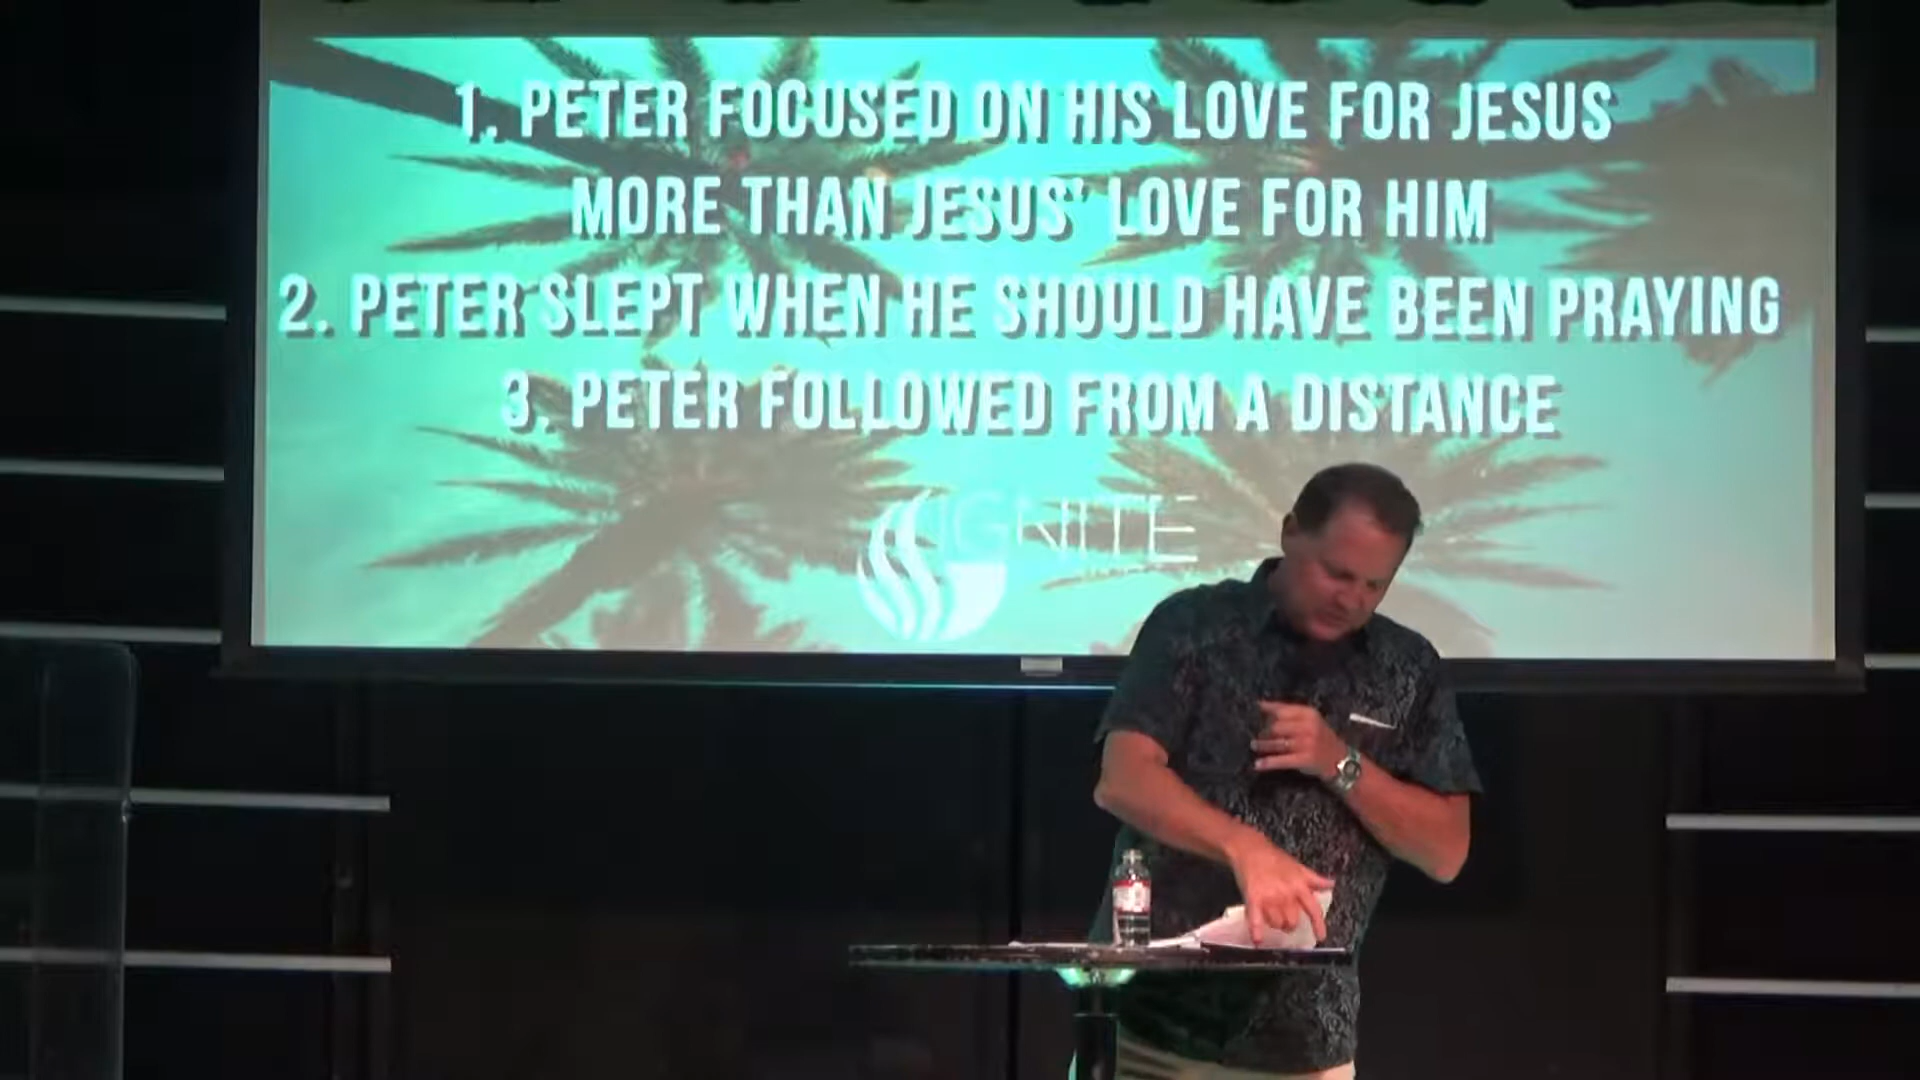 1. PETER FOCUSED ON HIS LOVE FOR JESUS
MORE THAN JESUS' LOVE FOR HIM
2. PETER SLEPT WHEN HE SHOULD HAVE BEEN PRAYING
3. PETER FOLLOWED FROM A DISTANCE
IGNITE